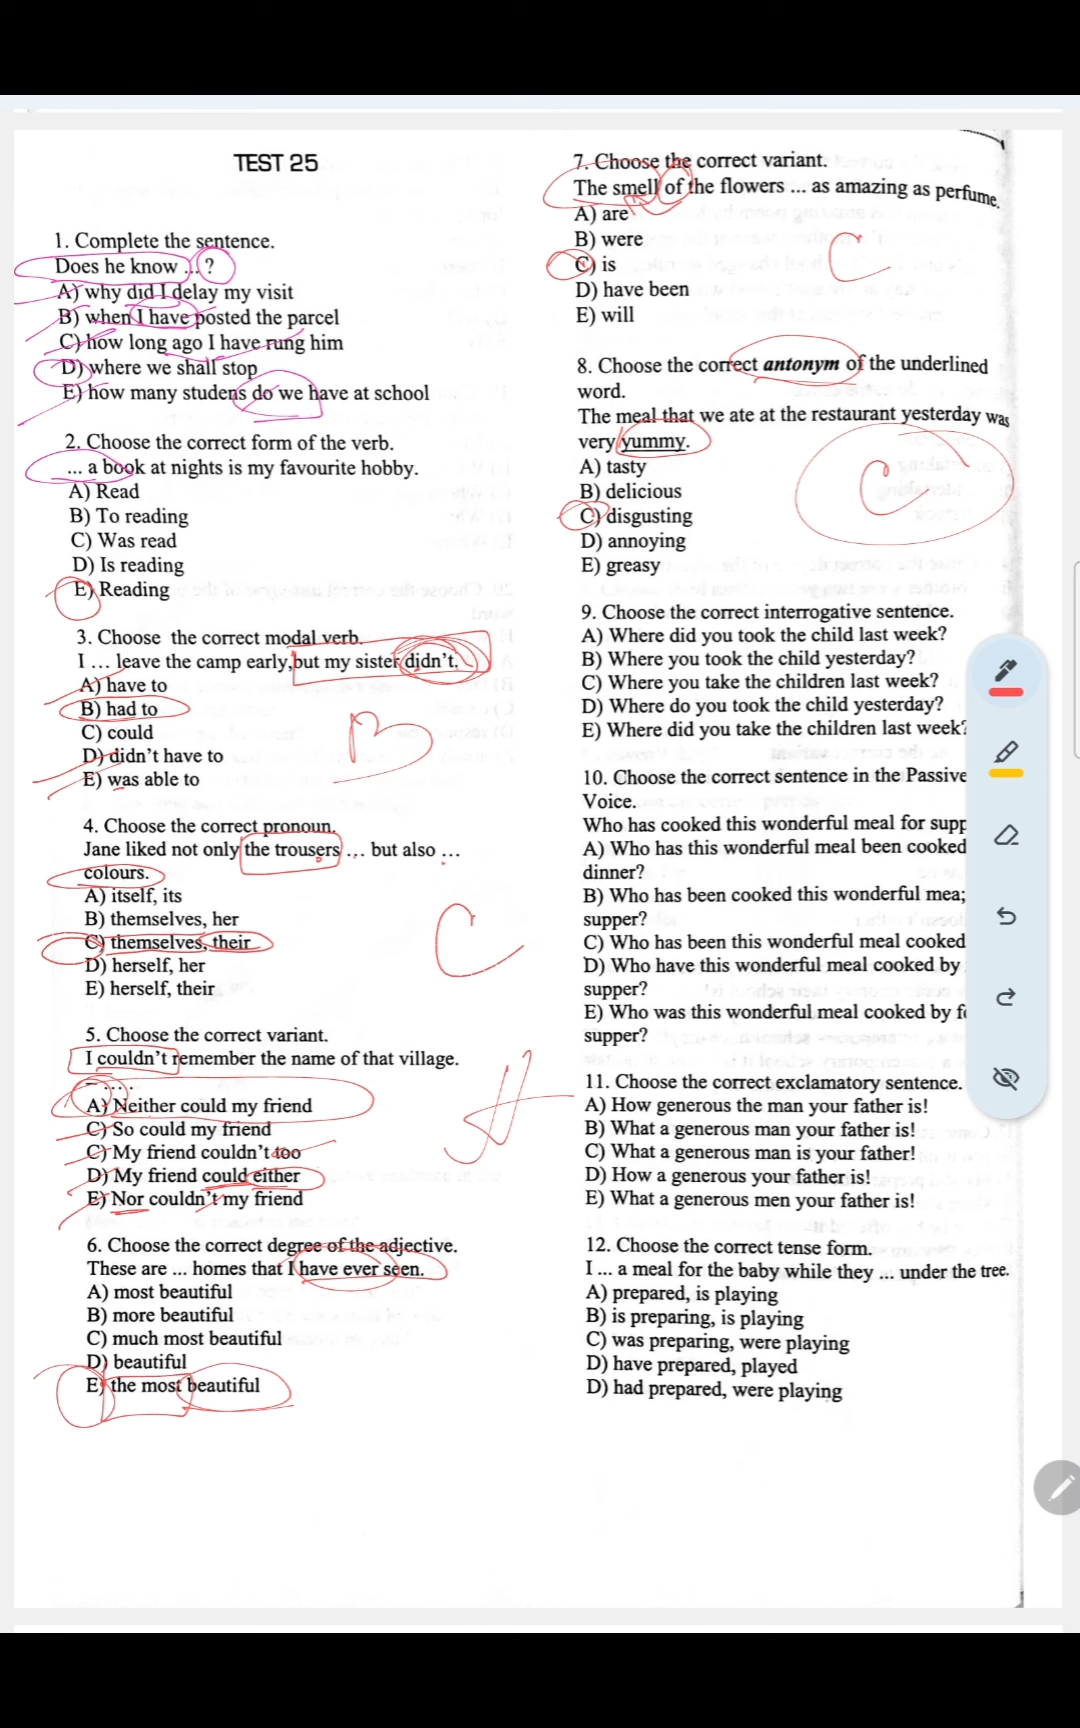 TEST 25
1. Complete the sentence.
Does he know ... ?
A) why did I delay my visit
B) when I have posted the parcel
C) how long ago I have rung him
D) where we shall stop
E) how many studens do we have at school
2. Choose the correct form of the verb.
... a book at nights is my favourite hobby.
A) Read
B) To reading
C) Was read
D) Is reading
E) Reading
3. Choose the correct modal verb.
I ... leave the camp early, but my sister didn't.
A) have to
B) had to
C) could
D) didn't have to
E) was able to
B
4. Choose the correct pronoun.
Jane liked not only the trousers ... but also ...
colours.
A) itself, its
B) themselves, her
C) themselves, their
D) herself, her
E) herself, their
C
5. Choose the correct variant.
I couldn't remember the name of that village.
– ....
A) Neither could my friend
C) So could my friend
C) My friend couldn't too
D) My friend could either
E) Nor couldn't my friend
6. Choose the correct degree of the adjective.
These are ... homes that I have ever seen.
A) most beautiful
B) more beautiful
C) much most beautiful
D) beautiful
E) the most beautiful
7. Choose the correct variant.
The smell of the flowers ... as amazing as perfume.
A) are
B) were
C) is
D) have been
E) will
C
8. Choose the correct antonym of the underlined
word.
The meal that we ate at the restaurant yesterday was
very yummy.
A) tasty
B) delicious
C) disgusting
D) annoying
E) greasy
C
9. Choose the correct interrogative sentence.
A) Where did you took the child last week?
B) Where you took the child yesterday?
C) Where you take the children last week?
D) Where do you took the child yesterday?
E) Where did you take the children last week?
10. Choose the correct sentence in the Passive
Voice.
Who has cooked this wonderful meal for supp
A) Who has this wonderful meal been cooked
dinner?
B) Who has been cooked this wonderful mea;
supper?
C) Who has been this wonderful meal cooked
D) Who have this wonderful meal cooked by
supper?
E) Who was this wonderful meal cooked by f
supper?
11. Choose the correct exclamatory sentence.
A) How generous the man your father is!
B) What a generous man your father is!
C) What a generous man is your father!
D) How a generous your father is!
E) What a generous men your father is!
12. Choose the correct tense form.
I ... a meal for the baby while they ... under the tree.
A) prepared, is playing
B) is preparing, is playing
C) was preparing, were playing
D) have prepared, played
D) had prepared, were playing